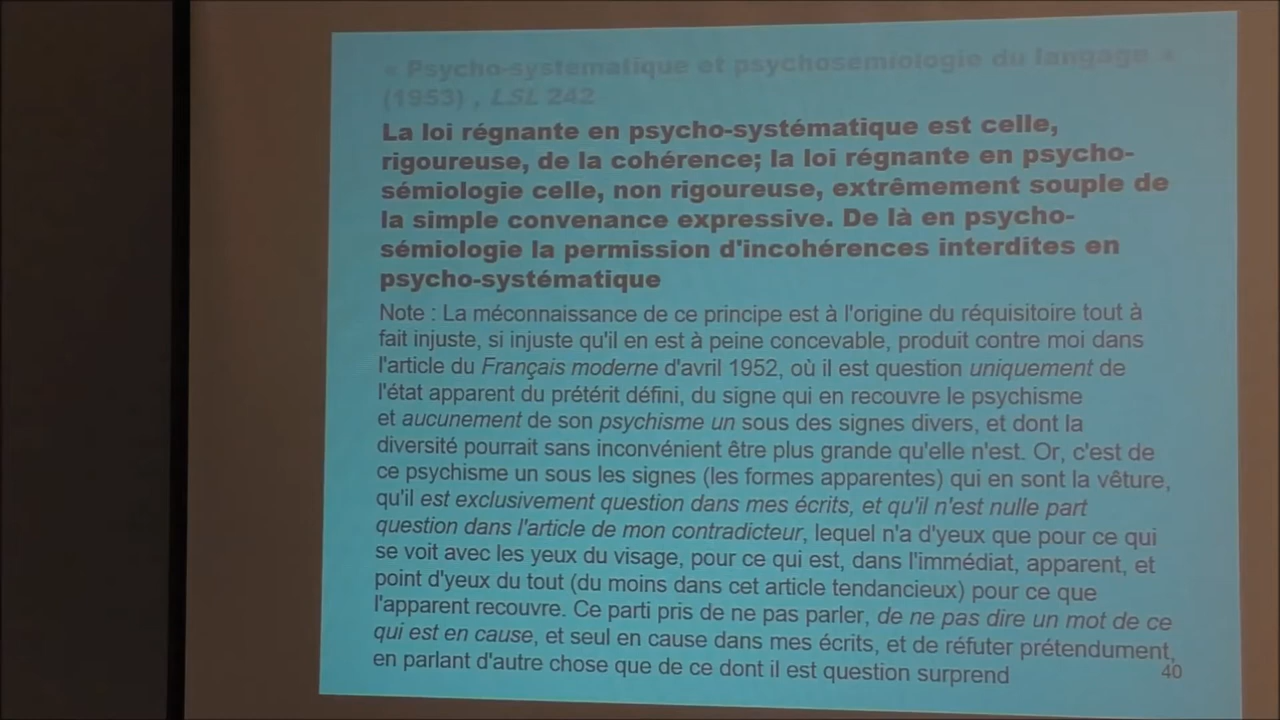 « Psycho-systématique et psychosémiologie du langage »
(1953) , LSL 242
La loi régnante en psycho-systématique est celle,
rigoureuse, de la cohérence; la loi régnante en psycho-
sémiologie celle, non rigoureuse, extrêmement souple de
la simple convenance expressive. De là en psycho-
sémiologie la permission d'incohérences interdites en
psycho-systématique
Note : La méconnaissance de ce principe est à l'origine du réquisitoire tout à
fait injuste, si injuste qu'il en est à peine concevable, produit contre moi dans
l'article du Français moderne d'avril 1952, où il est question uniquement de
l'état apparent du prétérit défini, du signe qui en recouvre le psychisme
et aucunement de son psychisme un sous des signes divers, et dont la
diversité pourrait sans inconvénient être plus grande qu'elle n'est. Or, c'est de
ce psychisme un sous les signes (les formes apparentes) qui en sont la vêture,
qu'il est exclusivement question dans mes écrits, et qu'il n'est nulle part
question dans l'article de mon contradicteur, lequel n'a d'yeux que pour ce qui
se voit avec les yeux du visage, pour ce qui est, dans l'immédiat, apparent, et
point d'yeux du tout (du moins dans cet article tendancieux) pour ce que
l'apparent recouvre. Ce parti pris de ne pas parler, de ne pas dire un mot de ce
qui est en cause, et seul en cause dans mes écrits, et de réfuter prétendument,
en parlant d'autre chose que de ce dont il est question surprend
40